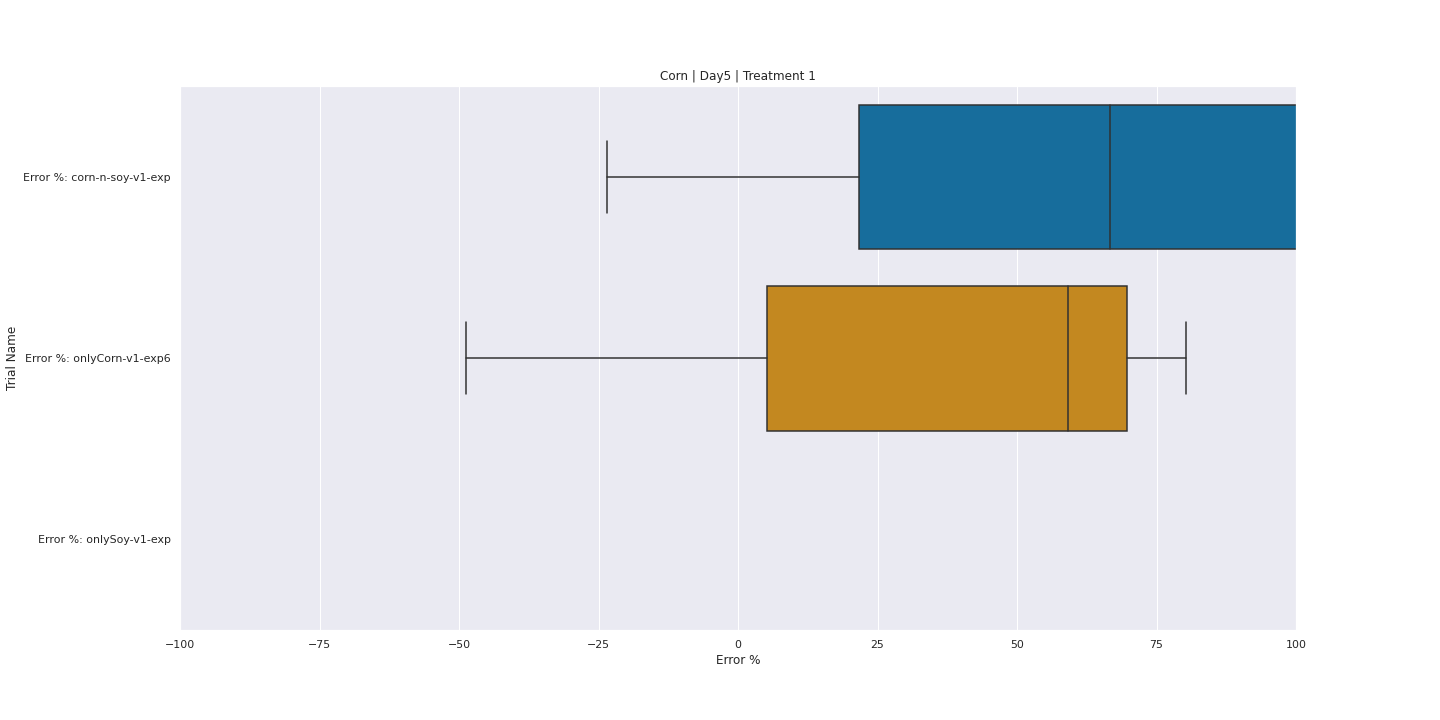 Corn | Day5 | Treatment 1
Trial Name
Error %: corn-n-soy-v1-exp
Error %: onlyCorn-v1-exp6
Error %: onlySoy-v1-exp
−100 −75 −50 −25 0 25 50 75 100
Error %